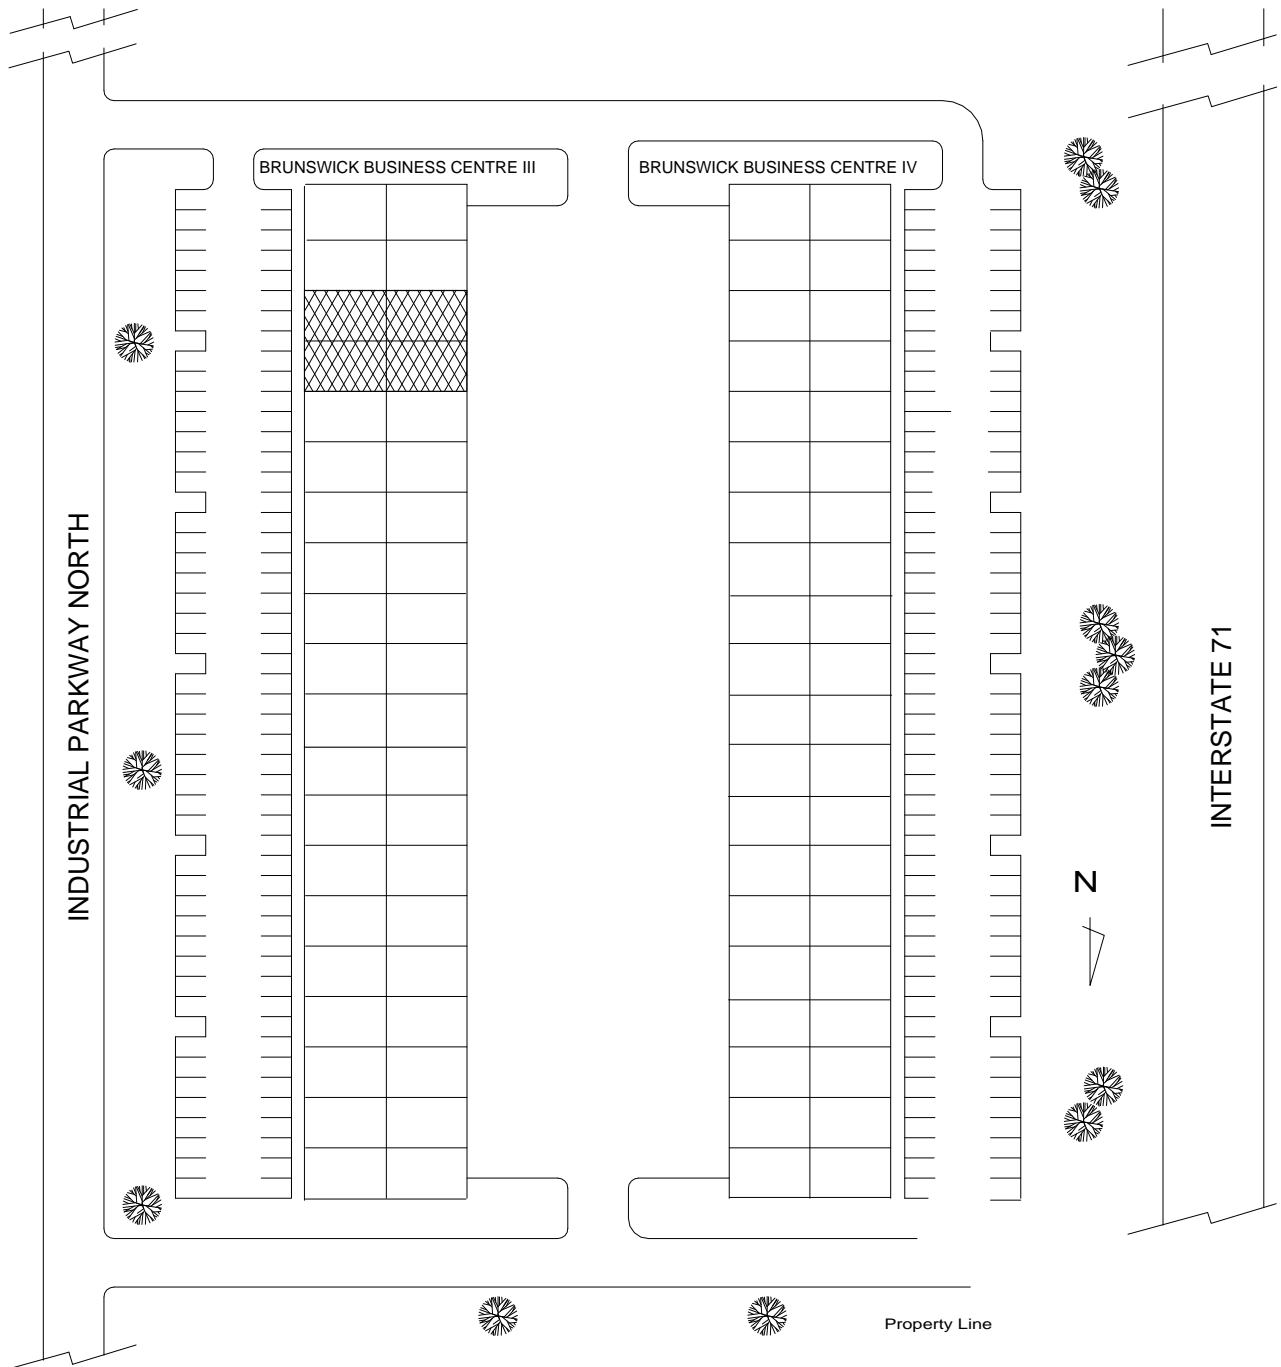 BRUNSWICK BUSINESS CENTRE III
BRUNSWICK BUSINESS CENTRE IV
INDUSTRIAL PARKWAY NORTH
INTERSTATE 71
N
Property Line